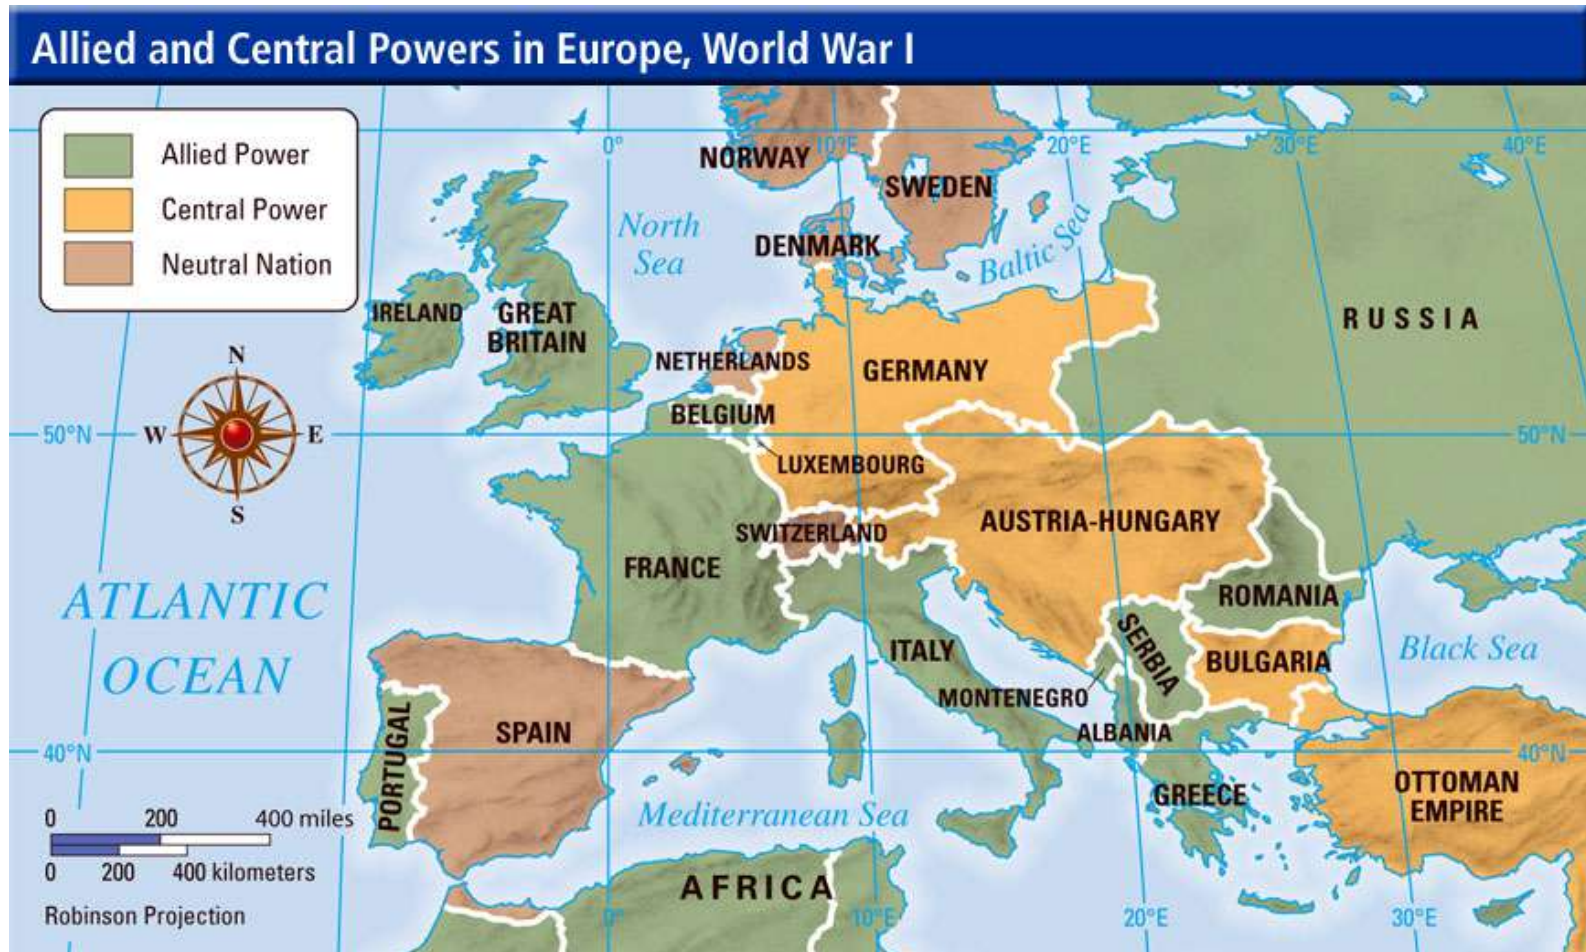 Allied and Central Powers in Europe, World War I
Allied Power
Central Power
Neutral Nation
0°
10°E
20°E
30°E
40°E
NORWAY
SWEDEN
North
Sea
DENMARK
Baltic Sea
IRELAND
GREAT
BRITAIN
RUSSIA
N
W
E
S
NETHERLANDS
GERMANY
BELGIUM
50°N
50°N
LUXEMBOURG
SWITZERLAND
AUSTRIA-HUNGARY
FRANCE
ATLANTIC
OCEAN
ROMANIA
SERBIA
ITALY
BULGARIA
Black Sea
MONTENEGRO
PORTUGAL
SPAIN
ALBANIA
40°N
40°N
OTTOMAN
EMPIRE
GREECE
Mediterranean Sea
0 200 400 miles
0 200 400 kilometers
AFRICA
Robinson Projection
0°
10°E
20°E
30°E